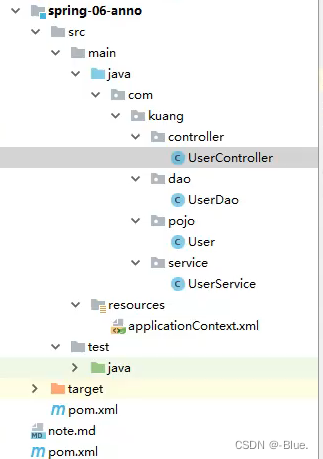 spring-06-anno
src
main
java
com
kuang
controller
UserController
dao
UserDao
pojo
User
service
UserService
resources
applicationContext.xml
test
java
target
pom.xml
note.md
pom.xml
CSDN @-Blue.